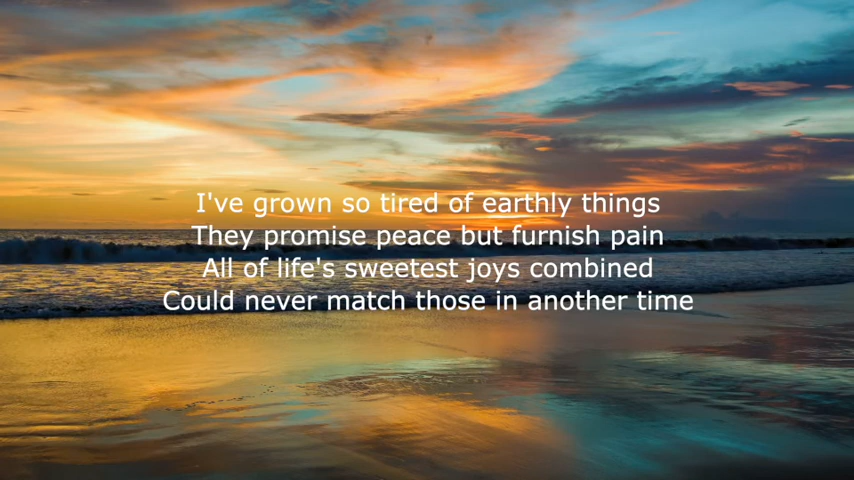 I've grown so tired of earthly things
They promise peace but furnish pain
All of life's sweetest joys combined
Could never match those in another time